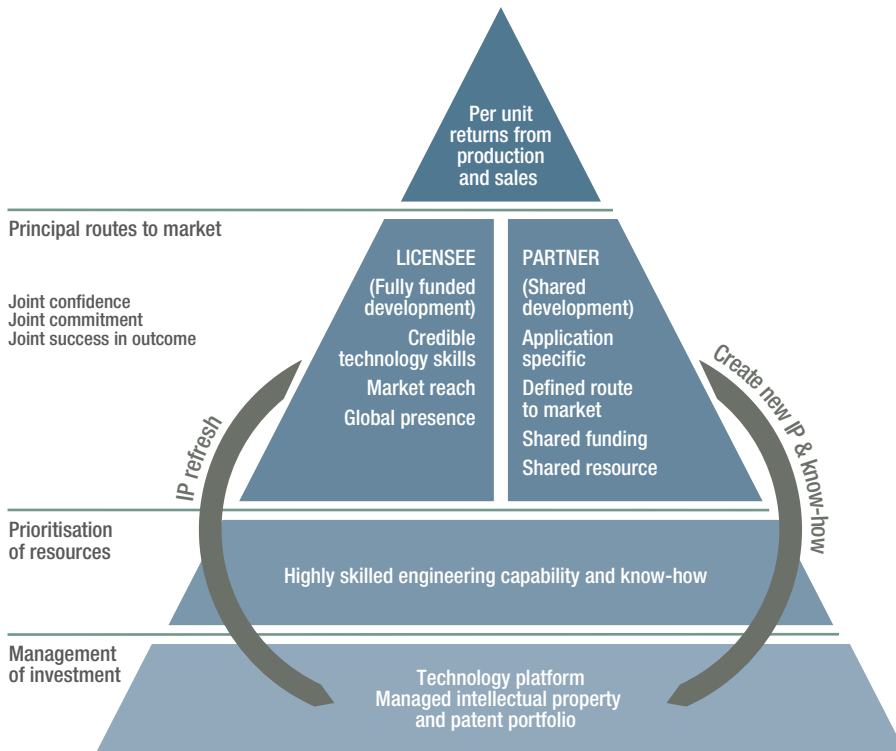 Per unit
returns from
production
and sales
Principal routes to market
Joint confidence
Joint commitment
Joint success in outcome
LICENSEE
(Fully funded
development)
Credible
technology skills
Market reach
Global presence
PARTNER
(Shared
development)
Application
specific
Defined route
to market
Shared funding
Shared resource
IP refresh
Create new IP & know-how
Prioritisation
of resources
Highly skilled engineering capability and know-how
Management
of investment
Technology platform
Managed intellectual property
and patent portfolio